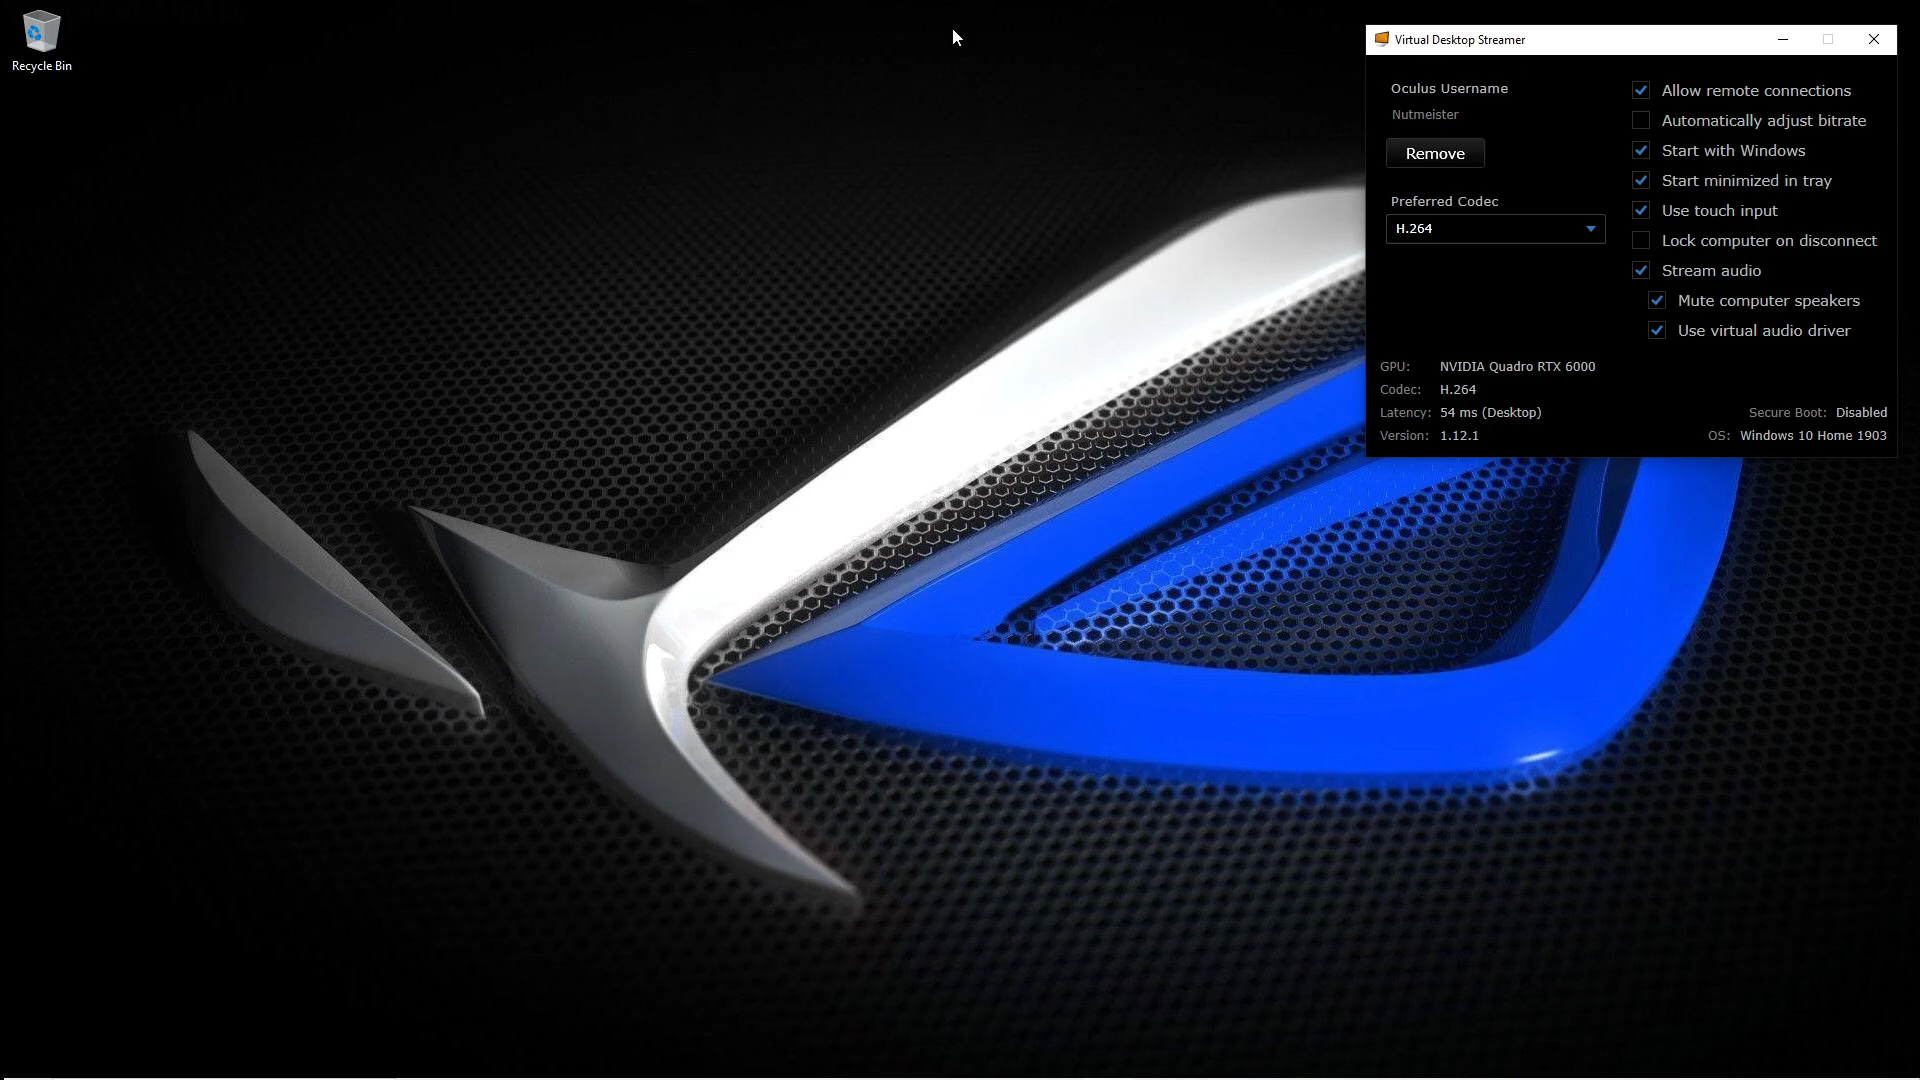 Recycle Bin
Virtual Desktop Streamer
Oculus Username
Nutmeister
Remove
Preferred Codec
H.264
Allow remote connections
Automatically adjust bitrate
Start with Windows
Start minimized in tray
Use touch input
Lock computer on disconnect
Stream audio
Mute computer speakers
Use virtual audio driver
GPU: NVIDIA Quadro RTX 6000
Codec: H.264
Latency: 54 ms (Desktop)
Version: 1.12.1
Secure Boot: Disabled
OS: Windows 10 Home 1903